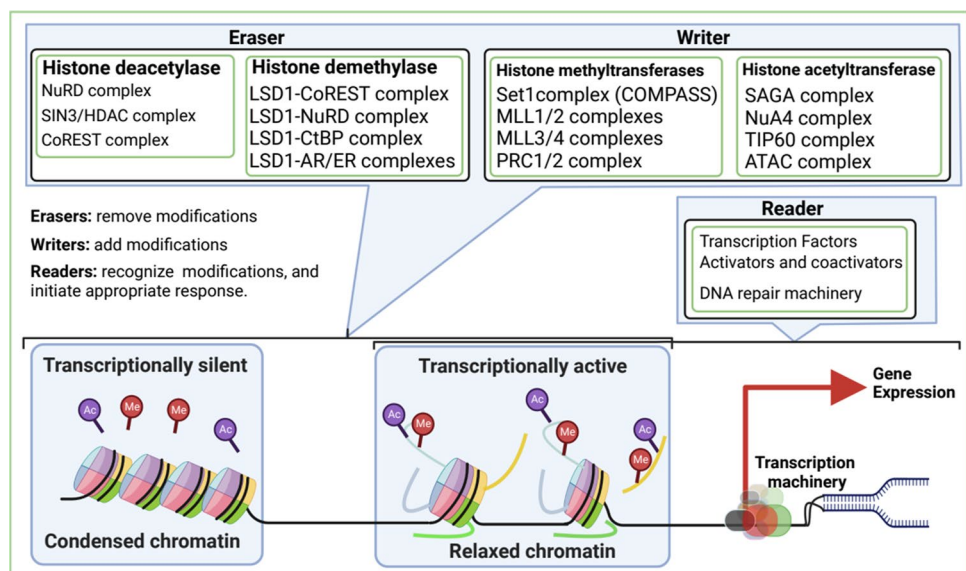 Eraser
Histone deacetylase
NuRD complex
SIN3/HDAC complex
CoREST complex
Histone demethylase
LSD1-CoREST complex
LSD1-NuRD complex
LSD1-CtBP complex
LSD1-AR/ER complexes
Writer
Histone methyltransferases
Set1complex (COMPASS)
MLL1/2 complexes
MLL3/4 complexes
PRC1/2 complex
Histone acetyltransferase
SAGA complex
NuA4 complex
TIP60 complex
ATAC complex
Erasers: remove modifications
Writers: add modifications
Readers: recognize modifications, and
initiate appropriate response.
Reader
Transcription Factors
Activators and coactivators
DNA repair machinery
Transcriptionally silent
Ac
Me
Me
Ac
Condensed chromatin
Transcriptionally active
Ac
Me
Ac
Me
Me
Relaxed chromatin
Gene
Expression
Transcription
machinery